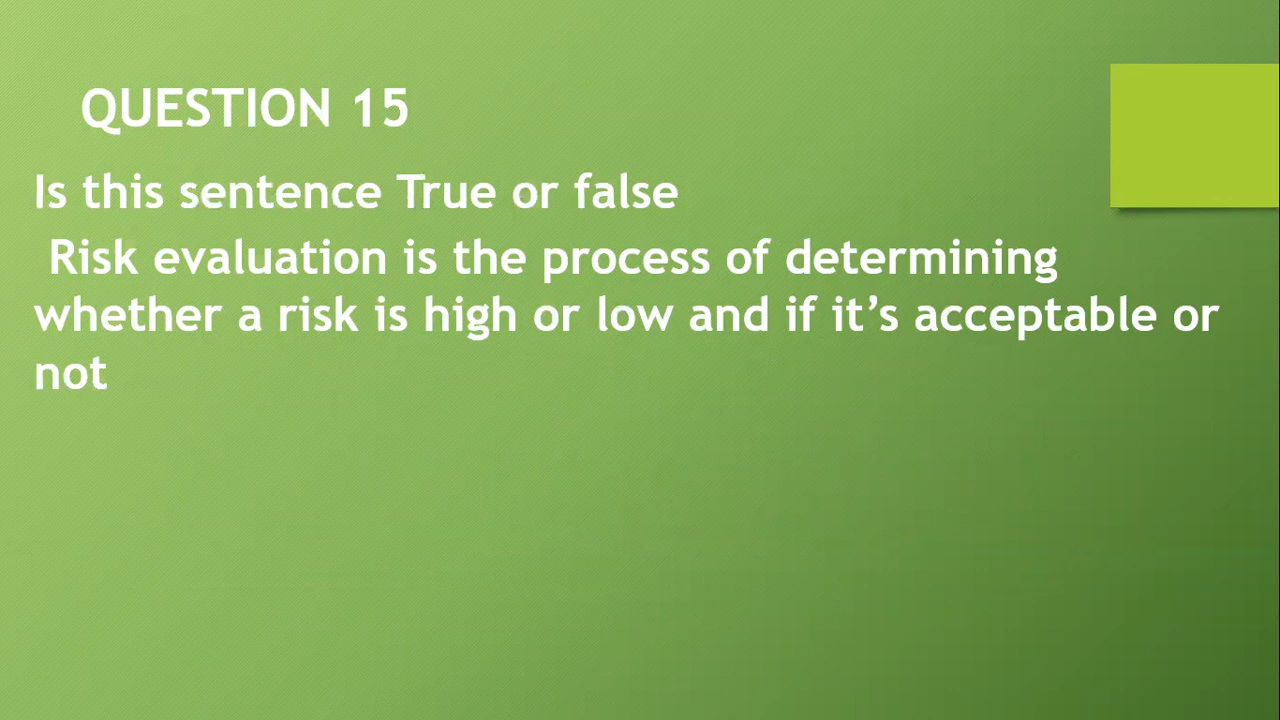 QUESTION 15
Is this sentence True or false
Risk evaluation is the process of determining
whether a risk is high or low and if it’s acceptable or
not